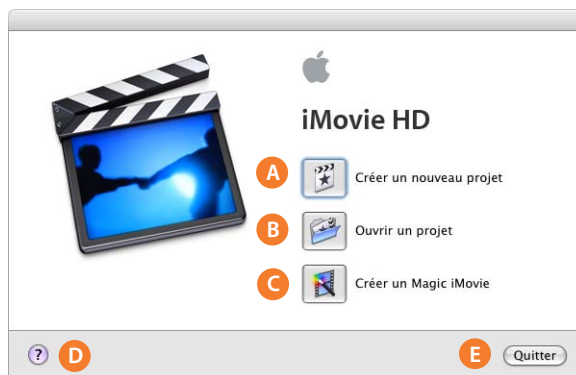 iMovie HD
A Créer un nouveau projet
B Ouvrir un projet
C Créer un Magic iMovie
? D
E Quitter